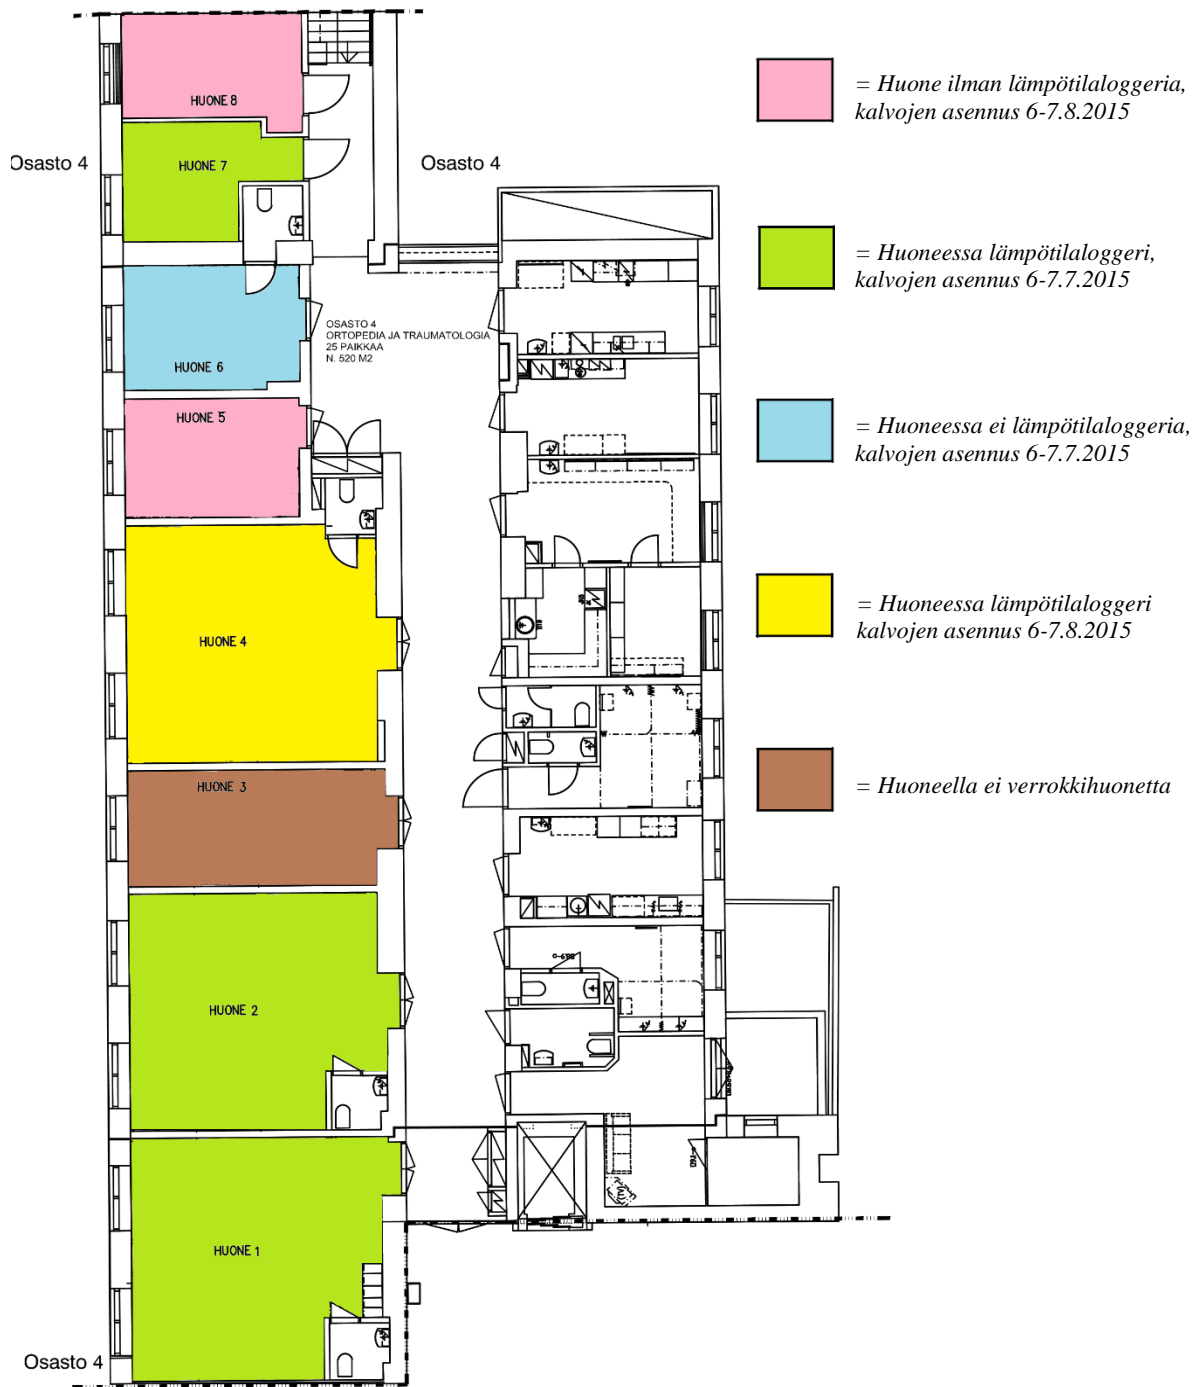 HUONE 8
= Huone ilman lämpötilaloggeria,
kalvojen asennus 6-7.8.2015
Osasto 4
HUONE 7
Osasto 4
= Huoneessa lämpötilaloggeri,
kalvojen asennus 6-7.7.2015
OSASTO 4
ORTOPEDIA JA TRAUMATOLOGIA
25 PAIKKAA
N. 520 M2
HUONE 6
HUONE 5
= Huoneessa ei lämpötilaloggeria,
kalvojen asennus 6-7.7.2015
HUONE 4
= Huoneessa lämpötilaloggeri
kalvojen asennus 6-7.8.2015
HUONE 3
= Huoneella ei verrokkihuonetta
HUONE 2
HUONE 1
Osasto 4